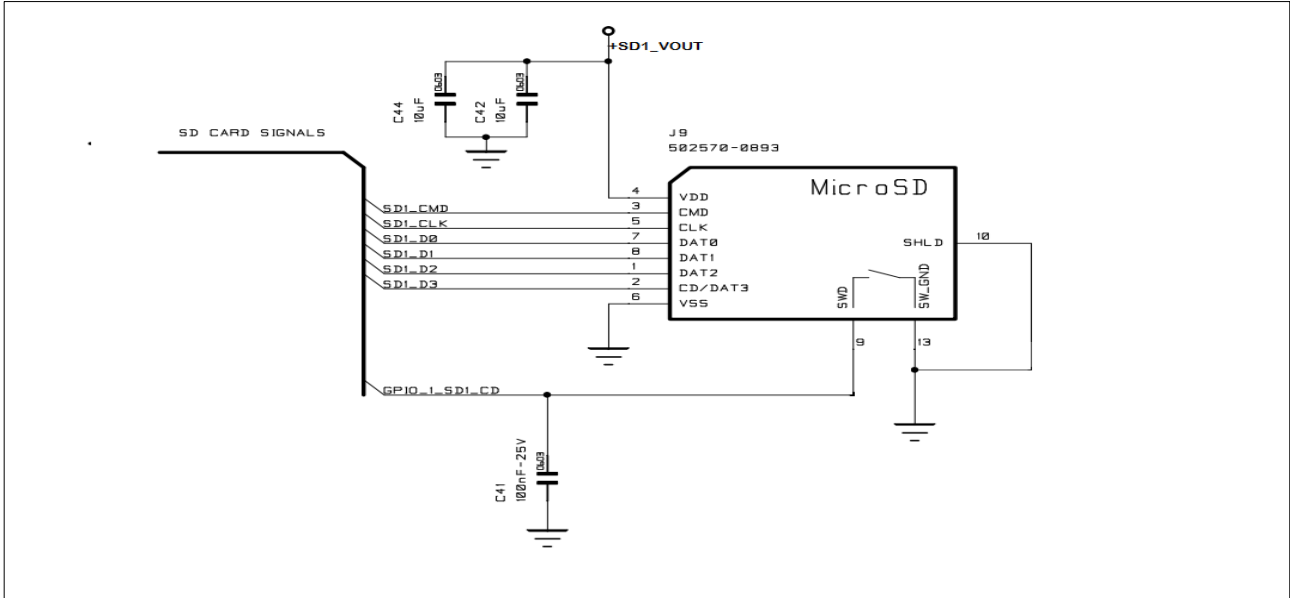 +SD1_VOUT
0603
0603
C44
10uF
C42
10uF
SD CARD SIGNALS
J9
502570-0893
MicroSD
4 VDD
SD1_CMD 3 CMD
SD1_CLK 5 CLK
SD1_D0 7 DAT0
SD1_D1 8 DAT1
SD1_D2 1 DAT2
SD1_D3 2 CD/DAT3
6 VSS
SHLD 10
SWD
SW_GND
9
13
GPIO_1_SD1_CD
C41
100nF-25V
0603